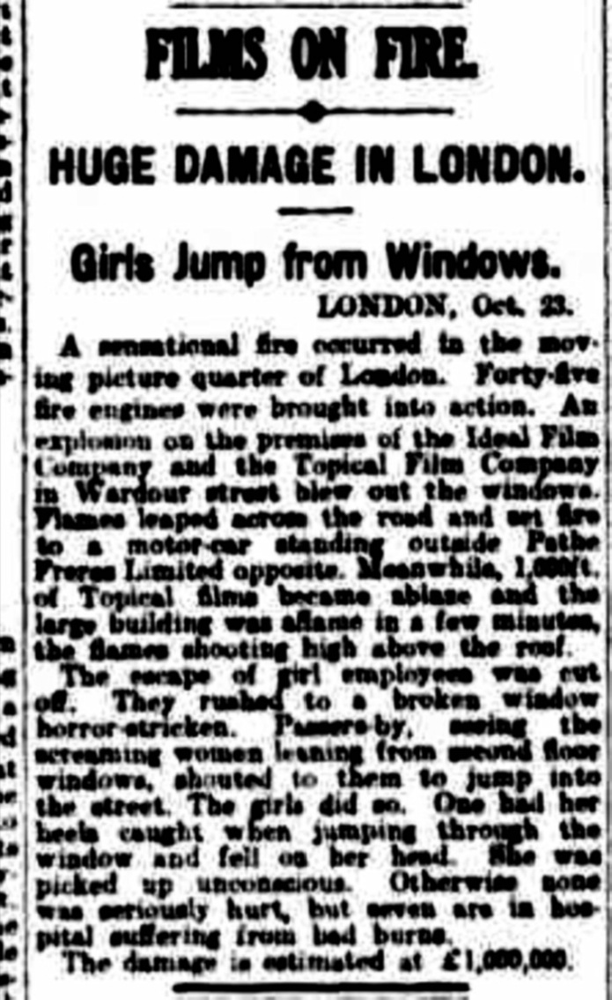 FILMS ON FIRE.
HUGE DAMAGE IN LONDON.
Girls Jump from Windows.
LONDON, Oct. 23.
A sensational fire occurred in the mov-
ing picture quarter of London. Forty-five
fire engines were brought into action. An
explosion on the premises of the Ideal Film
Company and the Topical Film Company
in Wardour street blew out the windows.
Flames leaped across the road and set fire
to a motor-car standing outside Pathe
Freres Limited opposite. Meanwhile, 1,000ft.
of Topical films became ablaze and the
large building was aflame in a few minutes,
the flames shooting high above the roof.
The escape of girl employees was cut
off. They rushed to a broken window
horror-stricken. Passers-by, seeing the
screaming women leaning from second floor
windows, shouted to them to jump into
the street. The girls did so. One had her
heels caught when jumping through the
window and fell on her head. She was
picked up unconscious. Otherwise none
was seriously hurt, but seven are in hos-
pital suffering from bad burns.
The damage is estimated at £1,000,000.